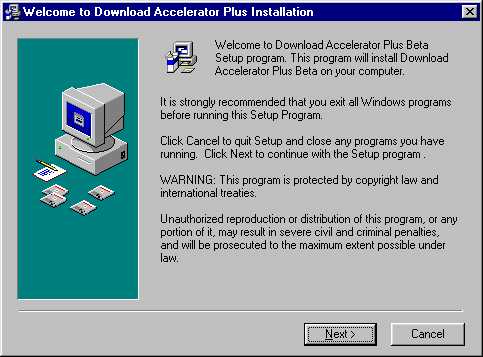 Welcome to Download Accelerator Plus Installation
Welcome to Download Accelerator Plus Beta
Setup program. This program will install Download
Accelerator Plus Beta on your computer.
It is strongly recommended that you exit all Windows programs
before running this Setup Program.
Click Cancel to quit Setup and close any programs you have
running. Click Next to continue with the Setup program .
WARNING: This program is protected by copyright law and
international treaties.
Unauthorized reproduction or distribution of this program, or any
portion of it, may result in severe civil and criminal penalties,
and will be prosecuted to the maximum extent possible under
law.
Next >
Cancel